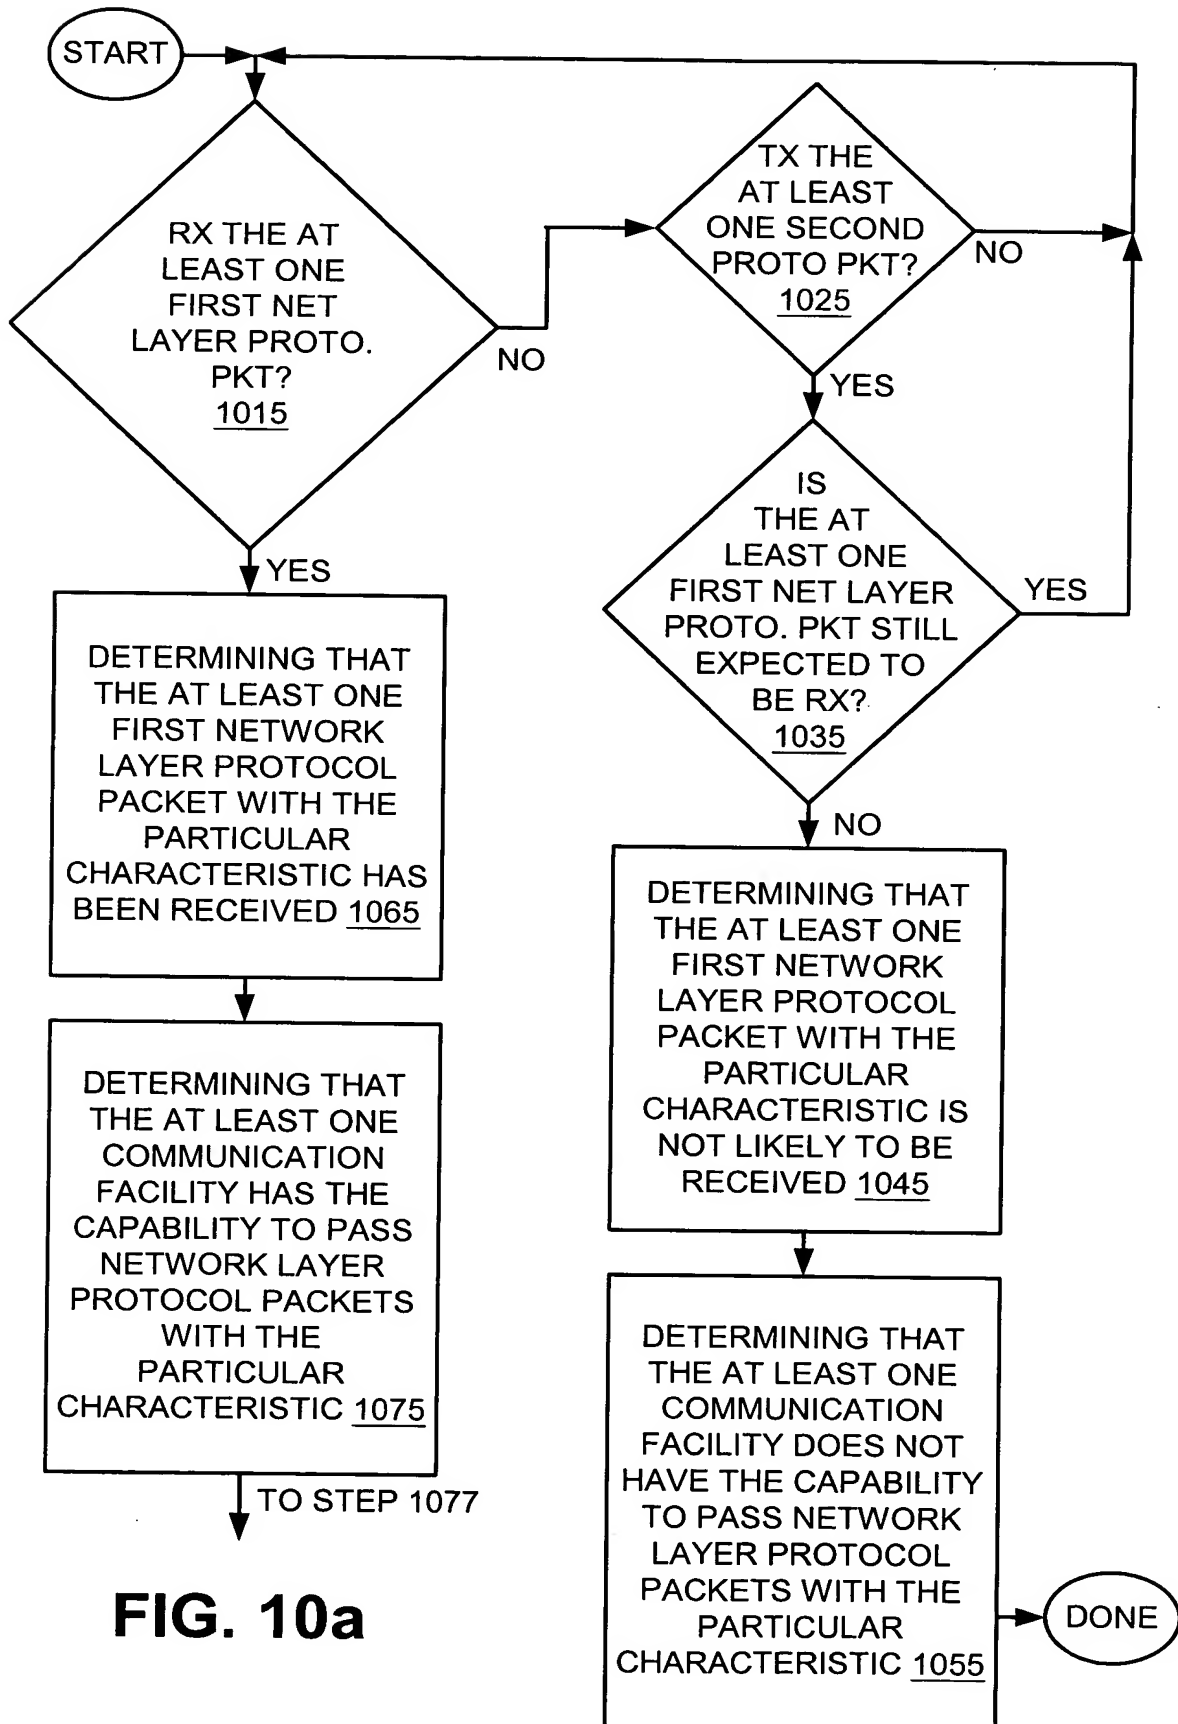 START
RX THE AT
LEAST ONE
FIRST NET
LAYER PROTO.
PKT?
1015
NO
YES
TX THE
AT LEAST
ONE SECOND
PROTO PKT?
1025
NO
YES
IS
THE AT
LEAST ONE
FIRST NET LAYER
PROTO. PKT STILL
EXPECTED TO
BE RX?
1035
YES
NO
DETERMINING THAT
THE AT LEAST ONE
FIRST NETWORK
LAYER PROTOCOL
PACKET WITH THE
PARTICULAR
CHARACTERISTIC HAS
BEEN RECEIVED 1065
DETERMINING THAT
THE AT LEAST ONE
COMMUNICATION
FACILITY HAS THE
CAPABILITY TO PASS
NETWORK LAYER
PROTOCOL PACKETS
WITH THE
PARTICULAR
CHARACTERISTIC 1075
TO STEP 1077
DETERMINING THAT
THE AT LEAST ONE
FIRST NETWORK
LAYER PROTOCOL
PACKET WITH THE
PARTICULAR
CHARACTERISTIC IS
NOT LIKELY TO BE
RECEIVED 1045
DETERMINING THAT
THE AT LEAST ONE
COMMUNICATION
FACILITY DOES NOT
HAVE THE CAPABILITY
TO PASS NETWORK
LAYER PROTOCOL
PACKETS WITH THE
PARTICULAR
CHARACTERISTIC 1055
DONE
FIG. 10a